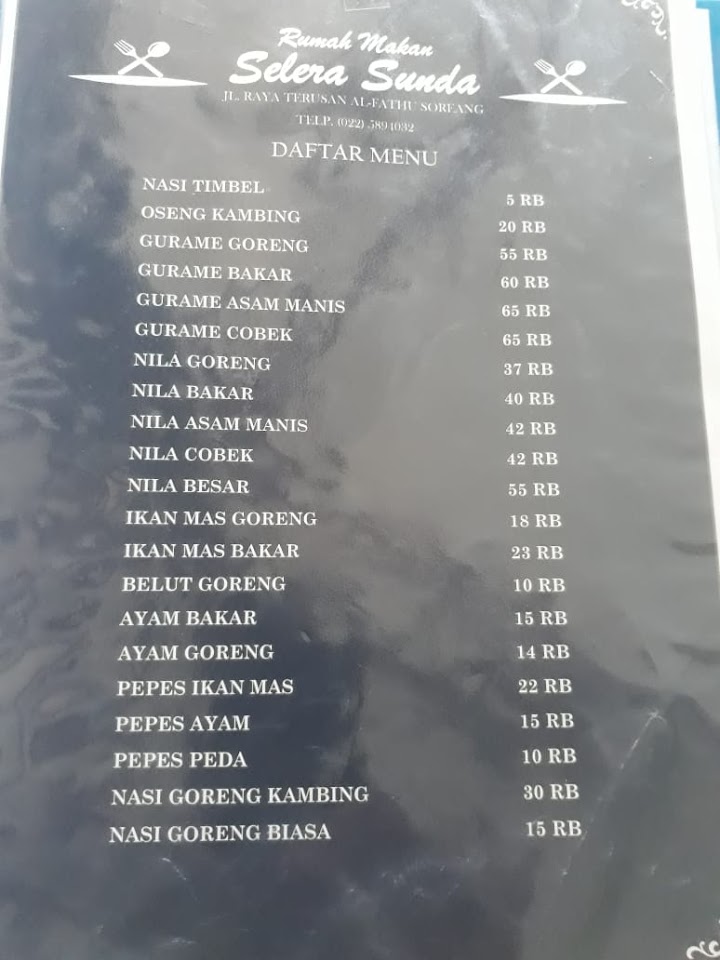 Rumah Makan
Selera Sunda
JL. RAYA TERUSAN AL-FATHU SOREANG
TELP. (022) 5891032
DAFTAR MENU
NASI TIMBEL 5 RB
OSENG KAMBING 20 RB
GURAME GORENG 55 RB
GURAME BAKAR 60 RB
GURAME ASAM MANIS 65 RB
GURAME COBEK 65 RB
NILA GORENG 37 RB
NILA BAKAR 40 RB
NILA ASAM MANIS 42 RB
NILA COBEK 42 RB
NILA BESAR 55 RB
IKAN MAS GORENG 18 RB
IKAN MAS BAKAR 23 RB
BELUT GORENG 10 RB
AYAM BAKAR 15 RB
AYAM GORENG 14 RB
PEPES IKAN MAS 22 RB
PEPES AYAM 15 RB
PEPES PEDA 10 RB
NASI GORENG KAMBING 30 RB
NASI GORENG BIASA 15 RB